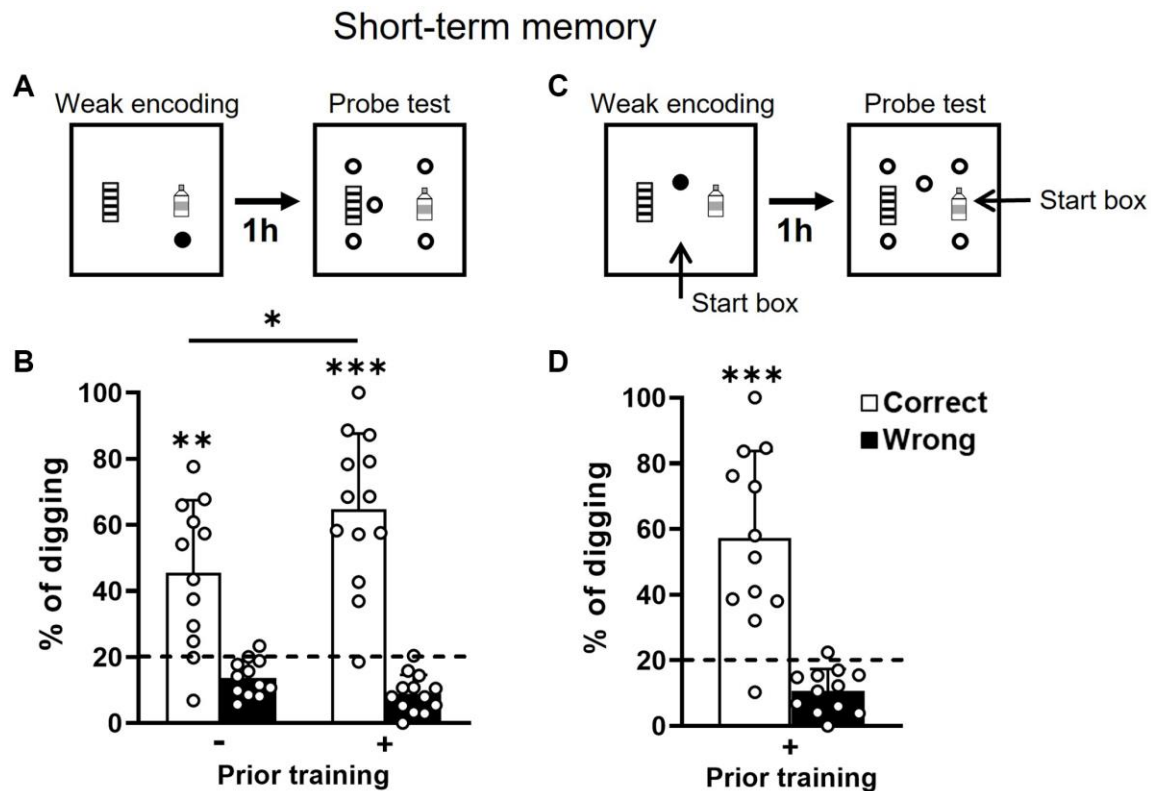 Short-term memory
A
Weak encoding
Probe test
1h
C
Weak encoding
Probe test
1h
Start box
Start box
B
*
**
***
% of digging
100
80
60
40
20
0
-
+
Prior training
D
***
% of digging
100
80
60
40
20
0
+
Prior training
Correct
Wrong